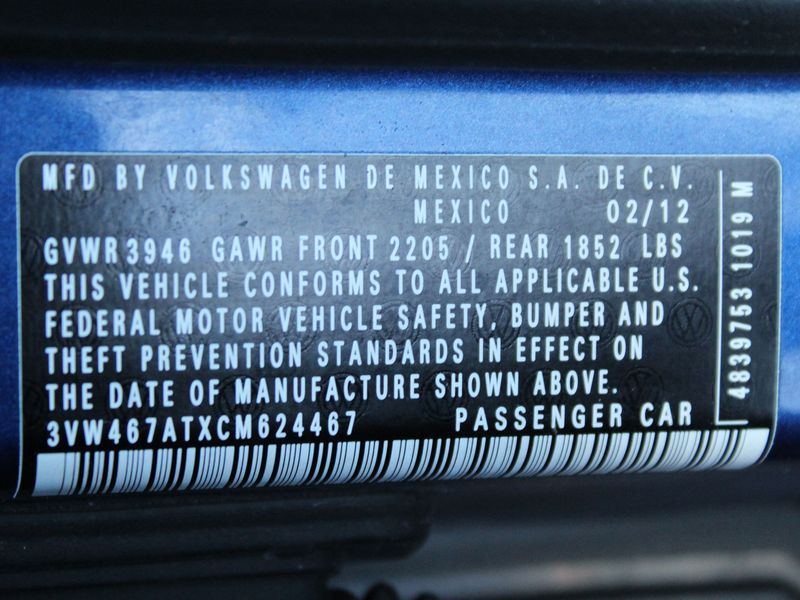 MFD BY VOLKSWAGEN DE MEXICO S.A. DE C.V.
MEXICO 02/12
GVWR 3946 GAWR FRONT 2205 / REAR 1852 LBS
THIS VEHICLE CONFORMS TO ALL APPLICABLE U.S.
FEDERAL MOTOR VEHICLE SAFETY, BUMPER AND
THEFT PREVENTION STANDARDS IN EFFECT ON
THE DATE OF MANUFACTURE SHOWN ABOVE.
3VW467ATXCM624467 PASSENGER CAR
4839753 1019 M